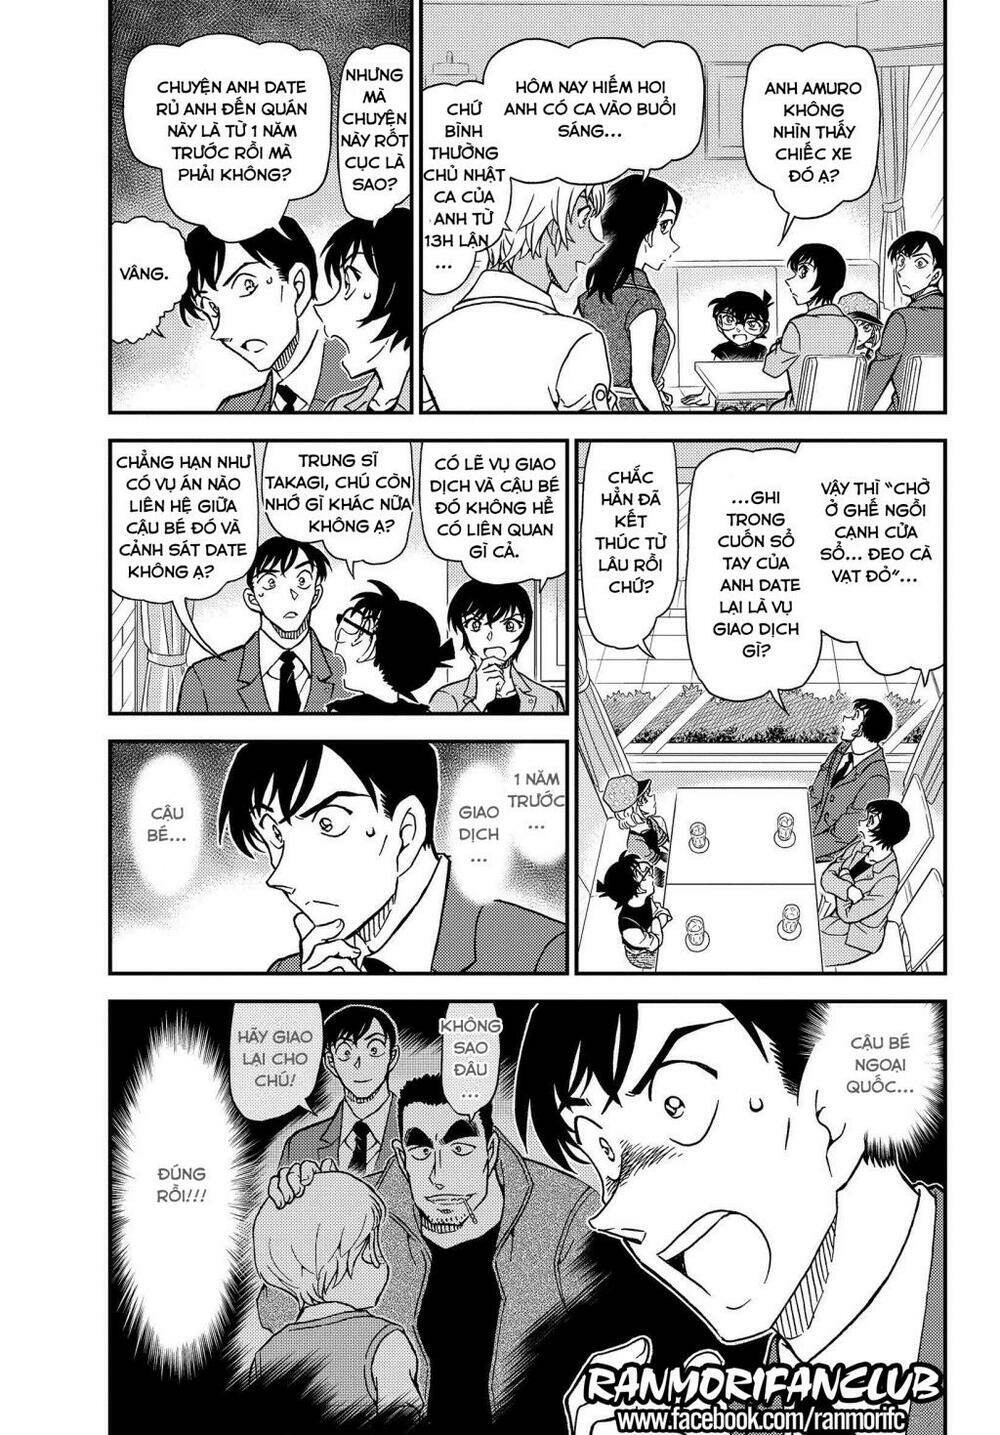 ANH AMURO
KHÔNG
NHÌN THẤY
CHIẾC XE
ĐÓ Ạ?
HÔM NAY HIẾM HOI
ANH CÓ CA VÀO BUỔI
SÁNG...
CHỨ
BÌNH
THƯỜNG
CHỦ NHẬT
CA CỦA
ANH TỪ
13H LẬN
...
NHƯNG
MÀ
CHUYỆN
NÀY RỐT
CỤC LÀ
SAO?
CHUYỆN ANH DATE
RỦ ANH ĐẾN QUÁN
NÀY LÀ TỪ 1 NĂM
TRƯỚC RỒI MÀ
PHẢI KHÔNG?
VÂNG.
VẬY THÌ "CHỜ
Ở GHẾ NGỒI
CẠNH CỬA
SỔ... ĐEO CÀ
VẠT ĐỎ"...
...GHI
TRONG
CUỐN SỔ
TAY CỦA
ANH DATE
LẠI LÀ VỤ
GIAO DỊCH
GÌ?
CHẮC
HẲN ĐÃ
KẾT
THÚC TỪ
LÂU RỒI
CHỨ?
CÓ LẼ VỤ GIAO
DỊCH VÀ CẬU BÉ
ĐÓ KHÔNG HỀ
CÓ LIÊN QUAN
GÌ CẢ.
TRUNG SĨ
TAKAGI, CHÚ CÒN
NHỚ GÌ KHÁC NỮA
KHÔNG Ạ?
CHẲNG HẠN NHƯ
CÓ VỤ ÁN NÀO
LIÊN HỆ GIỮA
CẬU BÉ ĐÓ VÀ
CẢNH SÁT DATE
KHÔNG Ạ?
1 NĂM
TRƯỚC
...
GIAO
DỊCH
...
CẬU
BÉ...
CẬU BÉ
NGOẠI
QUỐC...
KHÔNG
SAO
ĐÂU
...
HÃY GIAO
LẠI CHO
CHÚ!
ĐÚNG
RỒI!!!
RANMORIFANCLUB
www.facebook.com/ranmorifc